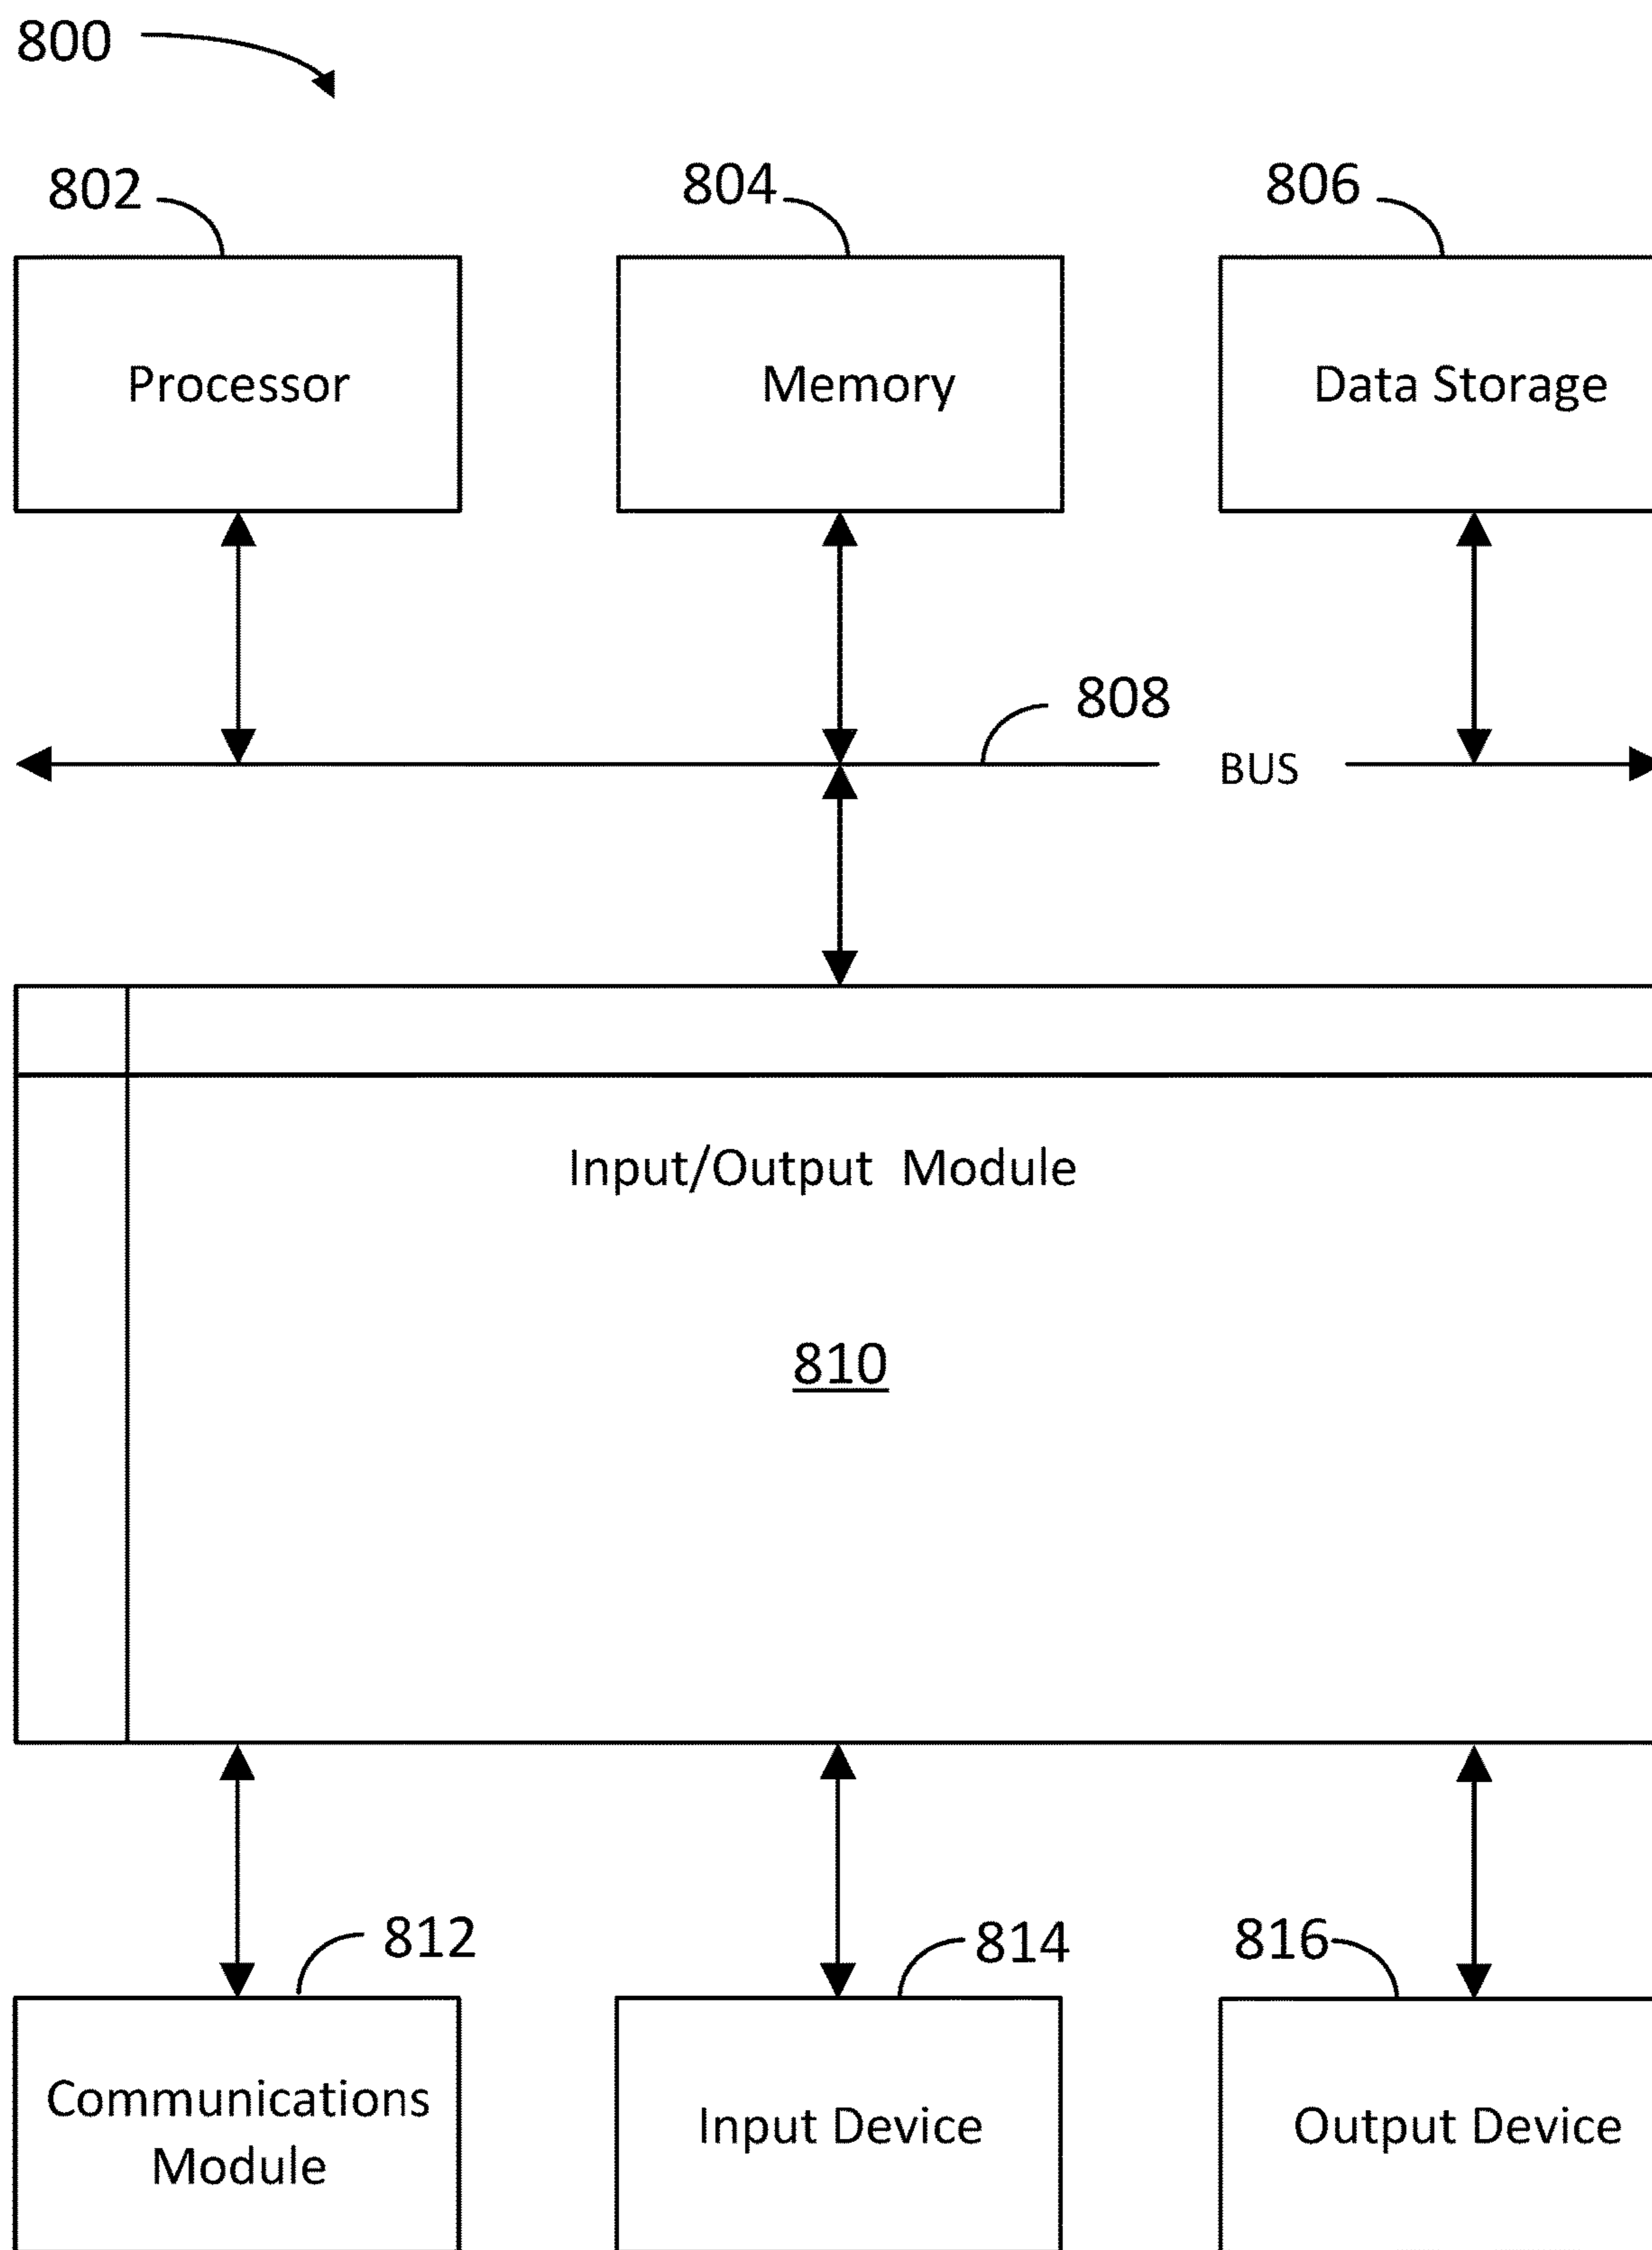 800
802
804
806
Processor
Memory
Data Storage
808
BUS
Input/Output Module
810
812
814
816
Communications
Module
Input Device
Output Device